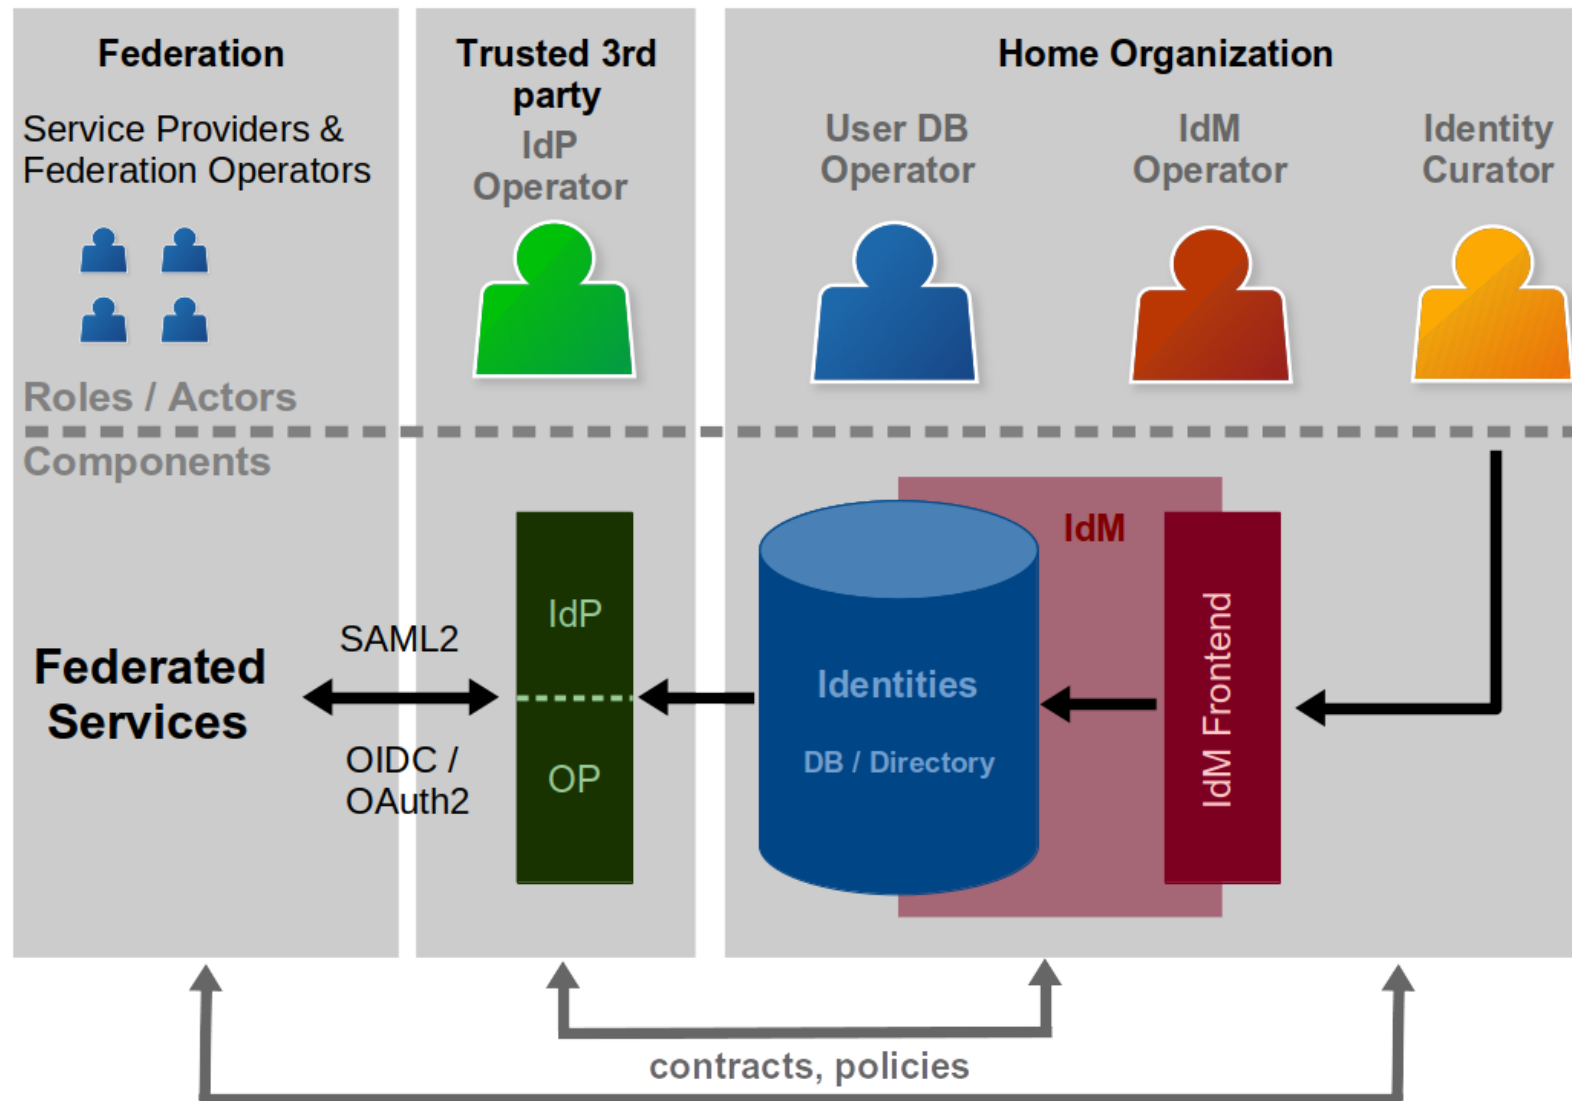 Federation
Service Providers &
Federation Operators
Trusted 3rd
party
IdP
Operator
Home Organization
User DB
Operator
IdM
Operator
Identity
Curator
Roles / Actors
Components
Federated
Services
SAML2
OIDC /
OAuth2
IdP
OP
Identities
DB / Directory
IdM
IdM Frontend
contracts, policies